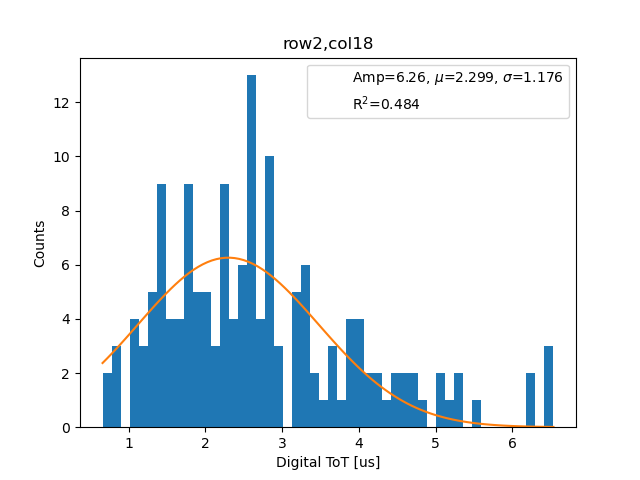 row2,col18
Amp=6.26, μ=2.299, σ=1.176
R²=0.484
12
10
8
6
4
2
0
Counts
1 2 3 4 5 6
Digital ToT [us]